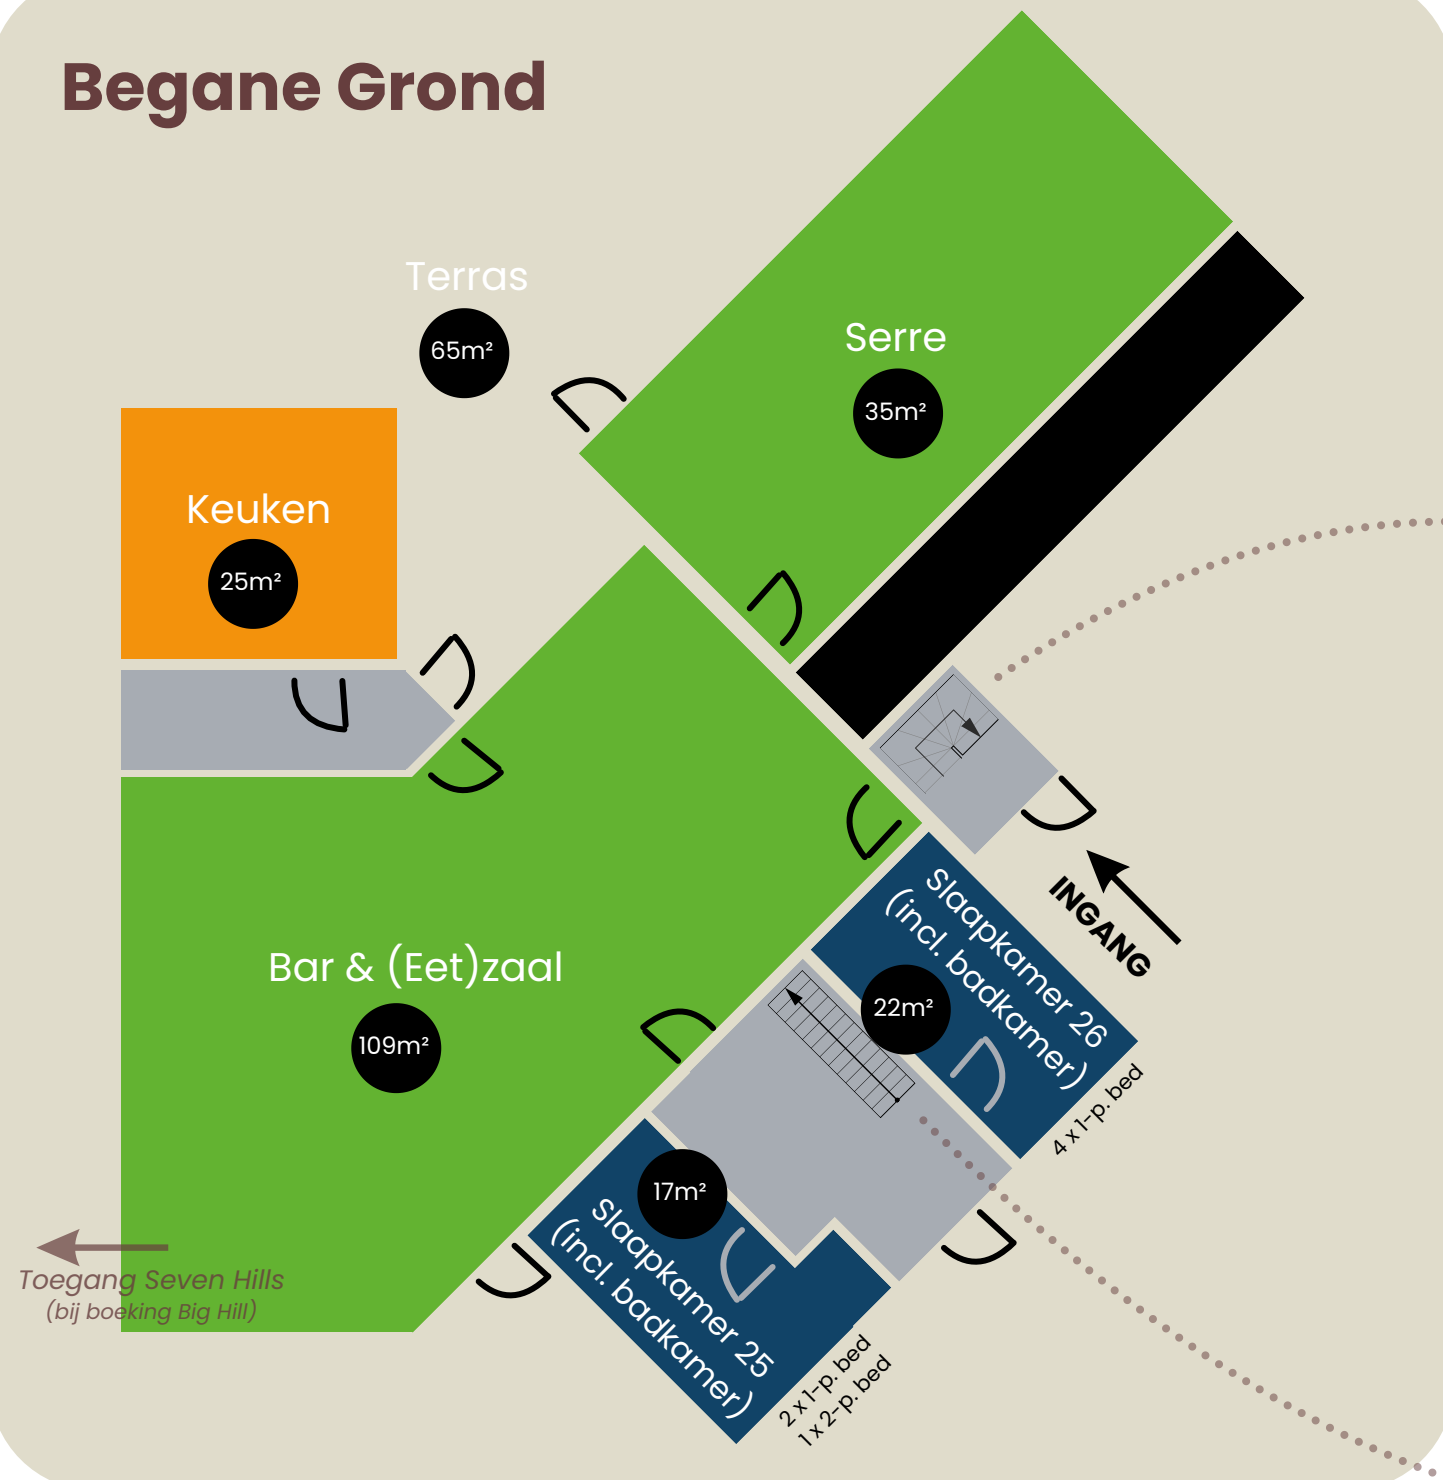 Begane Grond
Terras
65m²
Serre
35m²
Keuken
25m²
INGANG
Slaapkamer 26
(incl. badkamer)
22m²
4 x 1-p. bed
Bar & (Eet)zaal
109m²
17m²
Slaapkamer 25
(incl. badkamer)
2 x 1-p. bed
1 x 2-p. bed
Toegang Seven Hills
(bij boeking Big Hill)